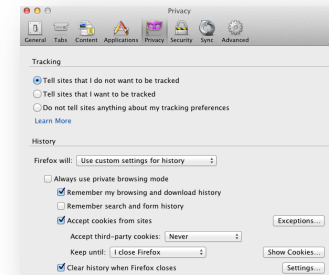 Privacy
General Tabs Content Applications Privacy Security Sync Advanced
Tracking
Tell sites that I do not want to be tracked
Tell sites that I want to be tracked
Do not tell sites anything about my tracking preferences
Learn More
History
Firefox will: Use custom settings for history
Always use private browsing mode
Remember my browsing and download history
Remember search and form history
Accept cookies from sites Exceptions...
Accept third-party cookies: Never
Keep until: I close Firefox Show Cookies...
Clear history when Firefox closes Settings...